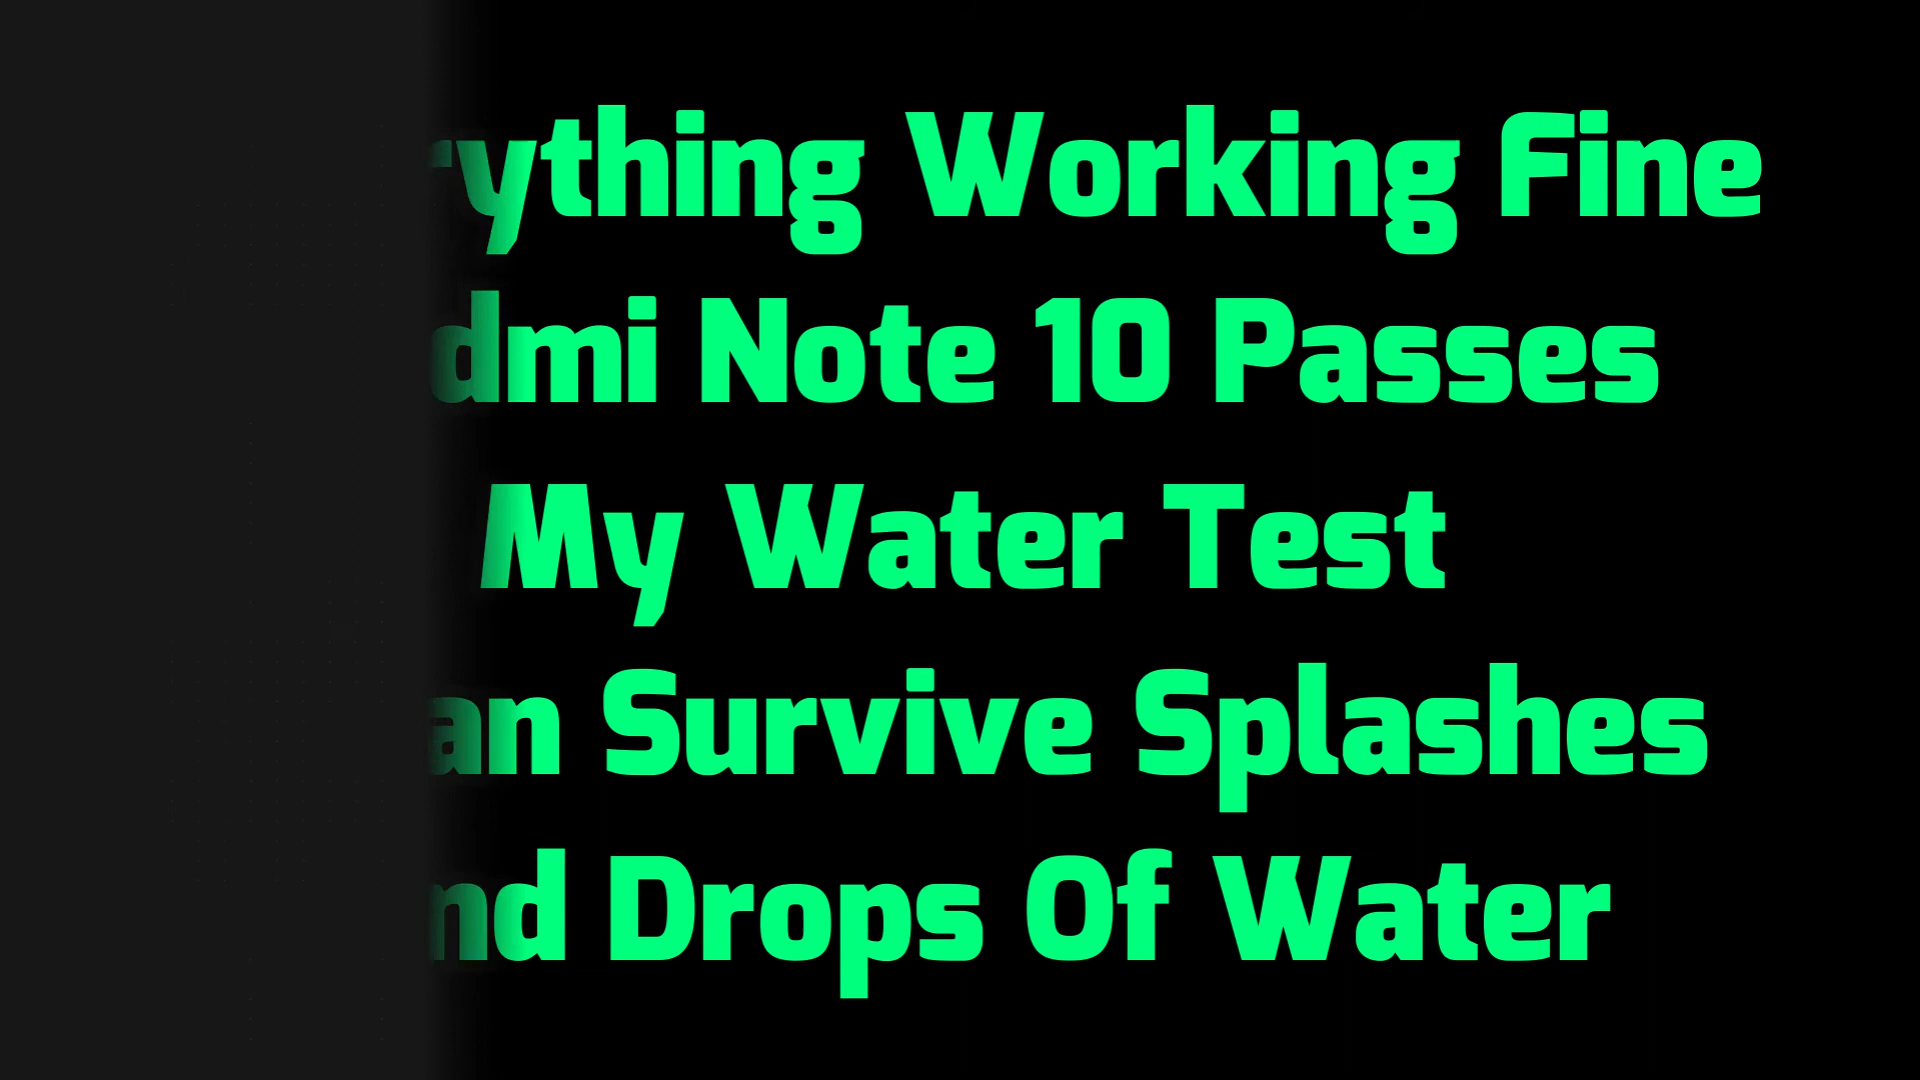 rything Working Fine
dmi Note 10 Passes
My Water Test
an Survive Splashes
nd Drops Of Water